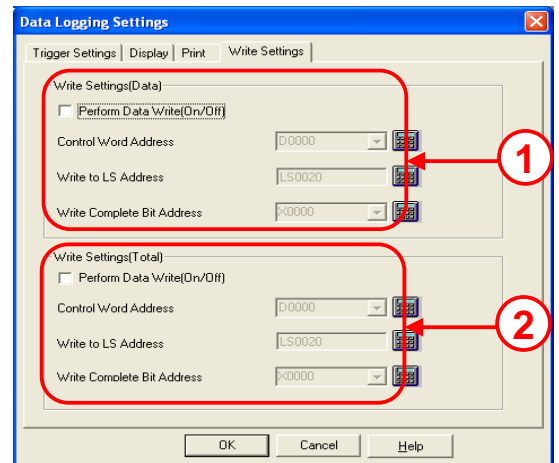 Data Logging Settings
Trigger Settings Display Print Write Settings
Write Settings(Data)
Perform Data Write(On/Off)
Control Word Address D0000
1
Write to LS Address LS0020
Write Complete Bit Address X0000
Write Settings(Total)
Perform Data Write(On/Off)
Control Word Address D0000
2
Write to LS Address LS0020
Write Complete Bit Address X0000
OK Cancel Help